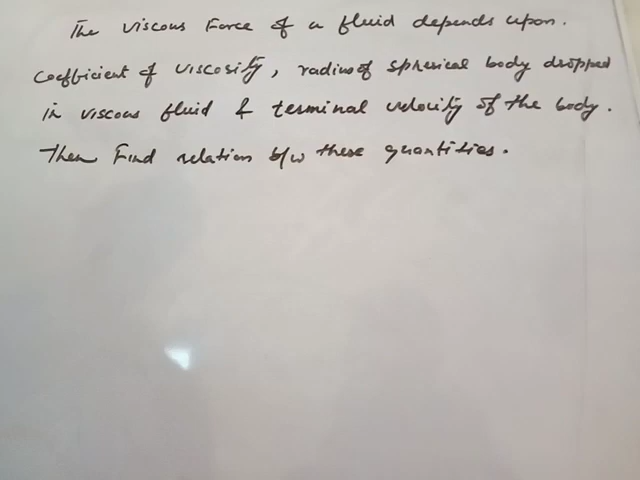 The viscous Force of a fluid depends upon.
Coefficient of viscosity, radius of spherical body dropped
in viscous fluid & terminal velocity of the body.
Then Find relation b/w these quantities.